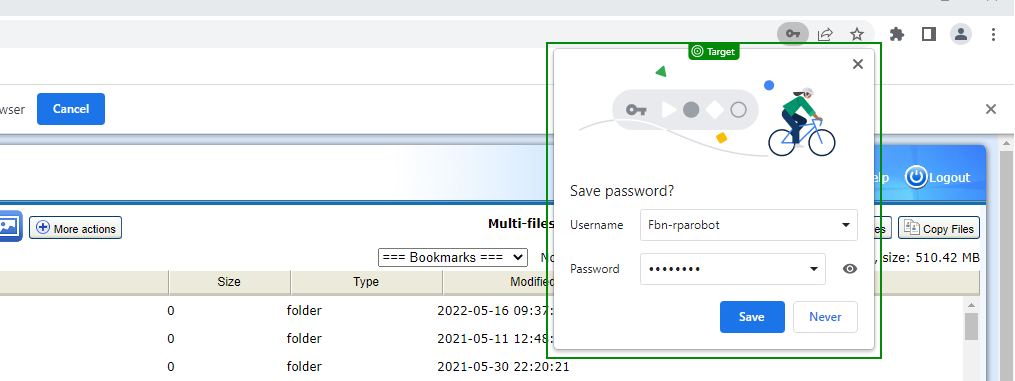 Target
wser
Cancel
Save password?
Username
Fbn-rparobot
Password
••••••••
Save
Never
elp
Logout
More actions
Multi-files
es
Copy Files
=== Bookmarks ===
No
, size: 510.42 MB
Size
Type
Modified
0 folder 2022-05-16 09:37:
0 folder 2021-05-11 12:48:
0 folder 2021-05-30 22:20:21